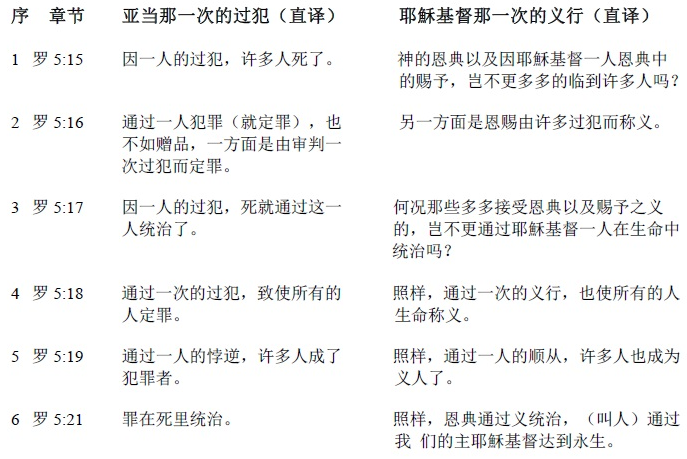 序 章节 亚当那一次的过犯（直译） 耶稣基督那一次的义行（直译）
1 罗 5:15 因一人的过犯，许多人死了。 神的恩典以及因耶稣基督一人恩典中
的赐予，岂不更多多的临到许多人吗？
2 罗 5:16 通过一人犯罪（就定罪），也 另一方面是恩赐由许多过犯而称义。
不如赠品，一方面是由审判一
次过犯而定罪。
3 罗 5:17 因一人的过犯，死就通过这一 何况那些多多接受恩典以及赐予之义
人统治了。 的，岂不更通过耶稣基督一人在生命中
统治吗？
4 罗 5:18 通过一次的过犯，致使所有的 照样，通过一次的义行，也使所有的人
人定罪。 生命称义。
5 罗 5:19 通过一人的悖逆，许多人成了 照样，通过一人的顺从，许多人也成为
犯罪者。 义人了。
6 罗 5:21 罪在死里统治。 照样，恩典通过义统治，（叫人）通过
我 们的主耶稣基督达到永生。